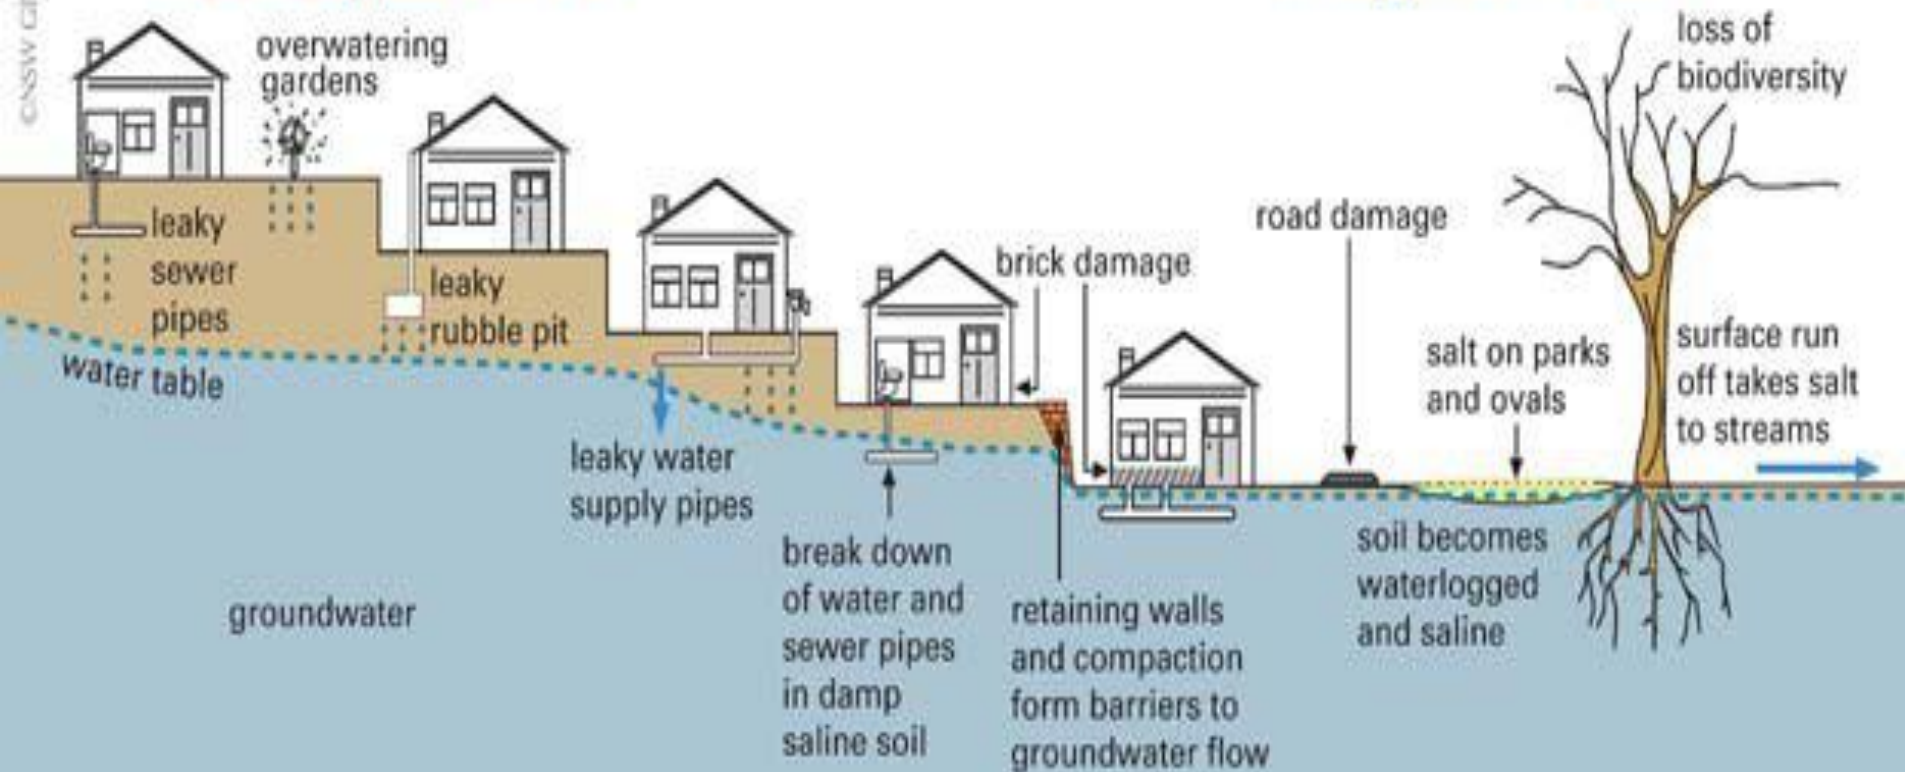 ©NSW
overwatering
gardens
leaky
sewer
pipes
water table
leaky
rubble pit
leaky water
supply pipes
groundwater
break down
of water and
sewer pipes
in damp
saline soil
brick damage
retaining walls
and compaction
form barriers to
groundwater flow
road damage
salt on parks
and ovals
soil becomes
waterlogged
and saline
loss of
biodiversity
surface run
off takes salt
to streams